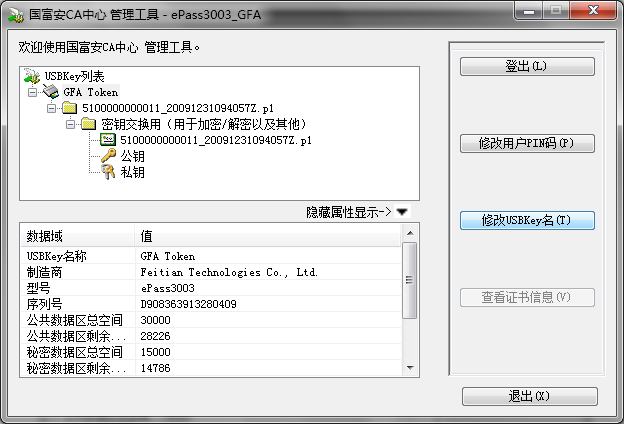 国富安CA中心 管理工具 - ePass3003_GFA
欢迎使用国富安CA中心 管理工具。
USBKey列表
GFA Token
5100000000011_20091231094057Z.p1
密钥交换用（用于加密/解密以及其他）
5100000000011_20091231094057Z.p1
公钥
私钥
隐藏属性显示->
数据域 值
USBKey名称 GFA Token
制造商 Feitian Technologies Co., Ltd.
型号 ePass3003
序列号 D908363913280409
公共数据区总空间 30000
公共数据区剩余... 28226
秘密数据区总空间 15000
秘密数据区剩余... 14786
登出(L)
修改用户PIN码(P)
修改USBKey名(T)
查看证书信息(V)
退出(X)